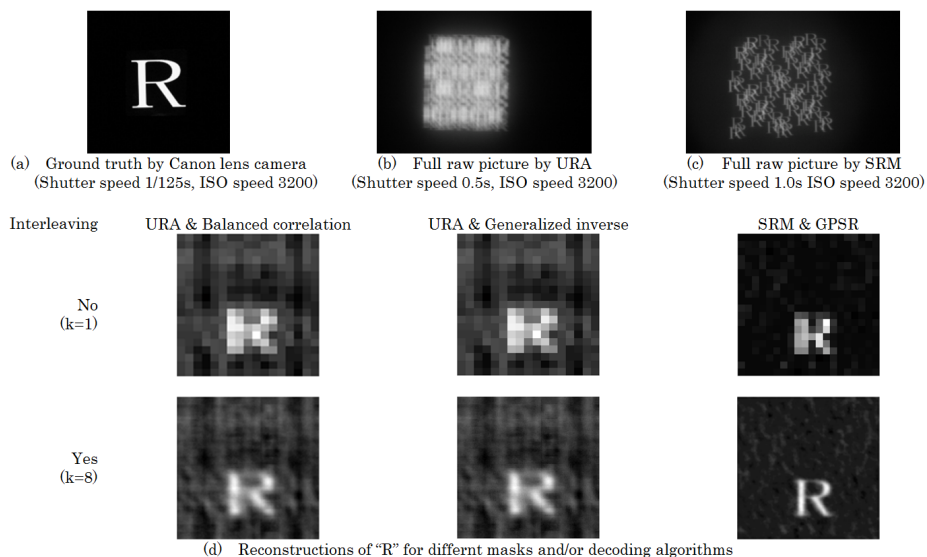 R
(a) Ground truth by Canon lens camera
(Shutter speed 1/125s, ISO speed 3200)
(b) Full raw picture by URA
(Shutter speed 0.5s, ISO speed 3200)
(c) Full raw picture by SRM
(Shutter speed 1.0s ISO speed 3200)
Interleaving
URA & Balanced correlation
URA & Generalized inverse
SRM & GPSR
No
(k=1)
R
R
R
Yes
(k=8)
R
R
R
(d) Reconstructions of "R" for differnt masks and/or decoding algorithms